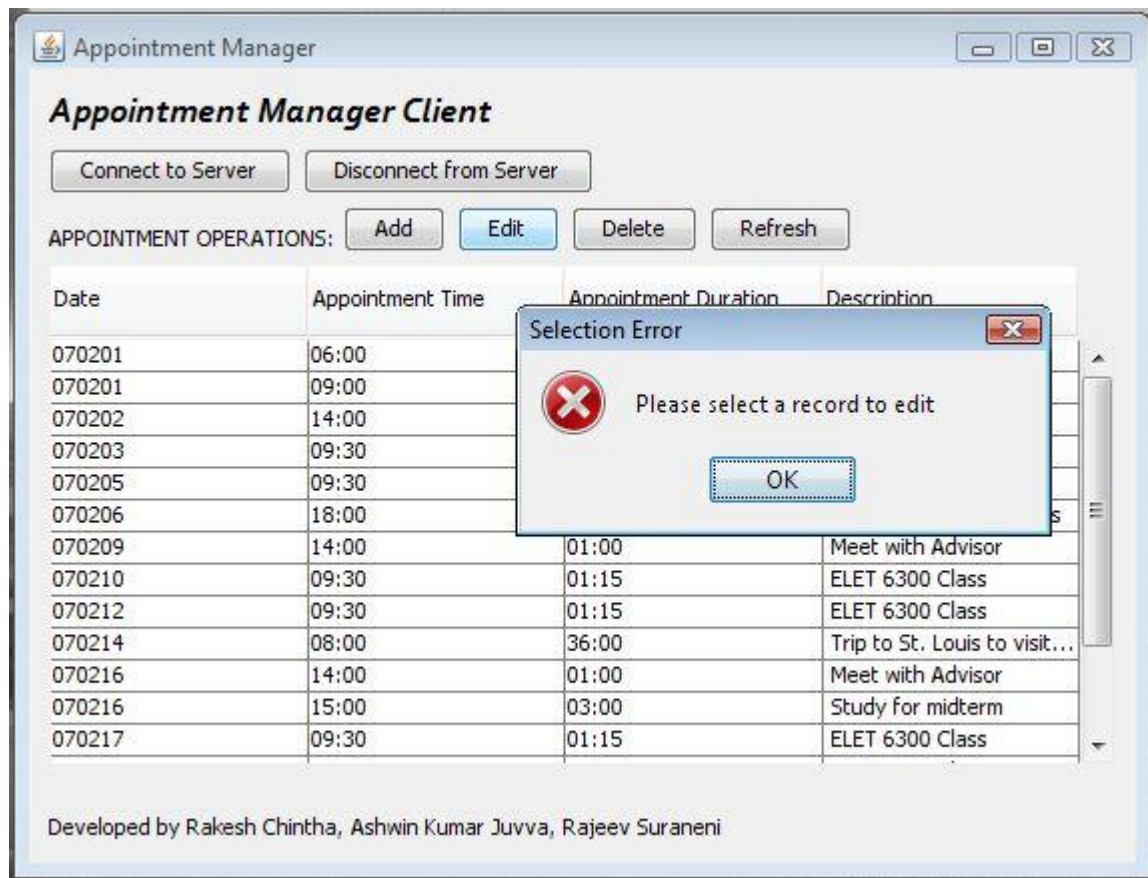 Appointment Manager
Appointment Manager Client
Connect to Server Disconnect from Server
APPOINTMENT OPERATIONS: Add Edit Delete Refresh
Date Appointment Time Appointment Duration Description
Selection Error
070201 06:00
070201 09:00
Please select a record to edit
070202 14:00
070203 09:30
070205 09:30
OK
070206 18:00 s
070209 14:00 01:00 Meet with Advisor
070210 09:30 01:15 ELET 6300 Class
070212 09:30 01:15 ELET 6300 Class
070214 08:00 36:00 Trip to St. Louis to visit...
070216 14:00 01:00 Meet with Advisor
070216 15:00 03:00 Study for midterm
070217 09:30 01:15 ELET 6300 Class
Developed by Rakesh Chintha, Ashwin Kumar Juvva, Rajeev Suraneni